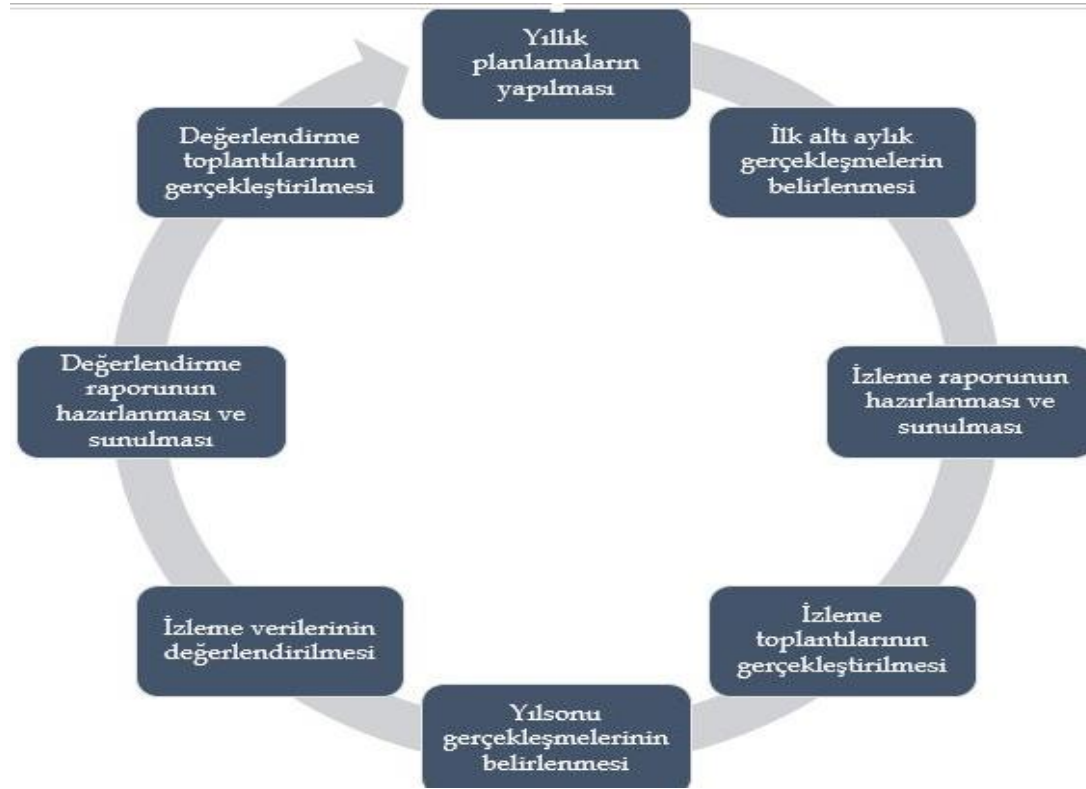 Yıllık
planlamaların
yapılması
İlk altı aylık
gerçekleşmelerin
belirlenmesi
İzleme raporunun
hazırlanması ve
sunulması
İzleme
toplantılarının
gerçekleştirilmesi
Yılsonu
gerçekleşmelerinin
belirlenmesi
İzleme verilerinin
değerlendirilmesi
Değerlendirme
raporunun
hazırlanması ve
sunulması
Değerlendirme
toplantılarının
gerçekleştirilmesi